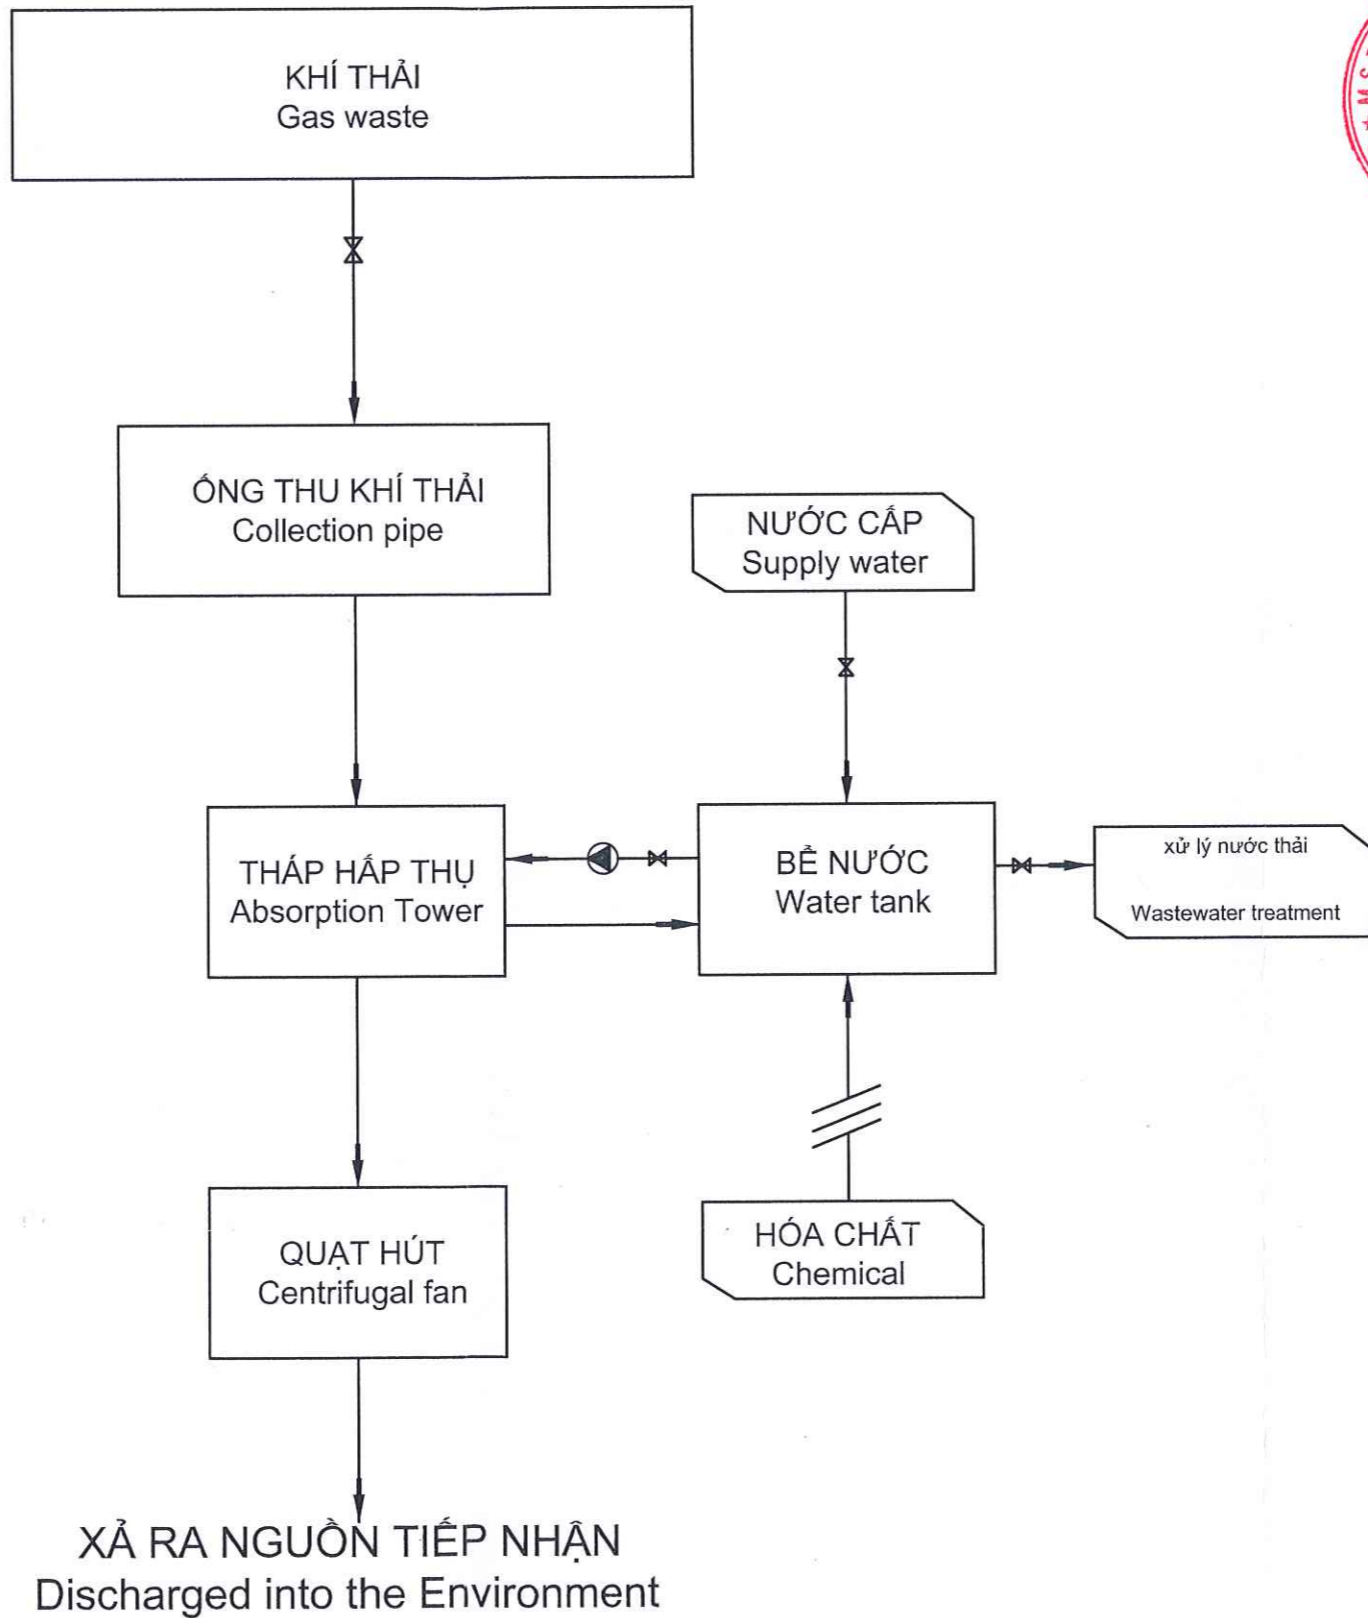 KHÍ THẢI
Gas waste
ỐNG THU KHÍ THẢI
Collection pipe
NƯỚC CẤP
Supply water
THÁP HẤP THỤ
Absorption Tower
BỂ NƯỚC
Water tank
xử lý nước thải
Wastewater treatment
QUẠT HÚT
Centrifugal fan
HÓA CHẤT
Chemical
XẢ RA NGUỒN TIẾP NHẬN
Discharged into the Environment